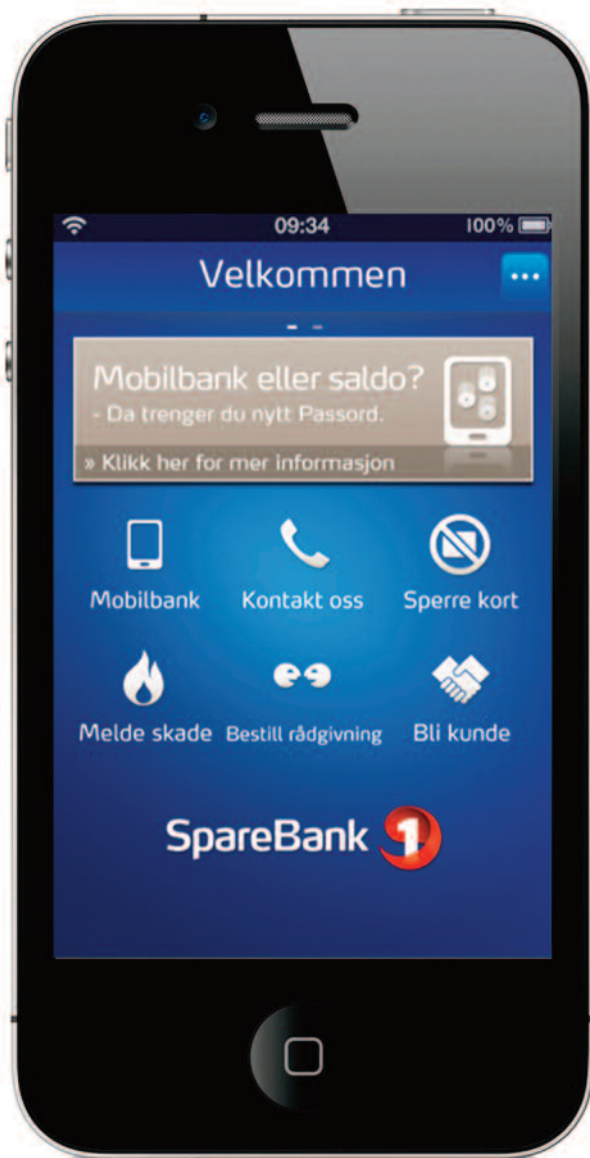 09:34 100%
Velkommen
Mobilbank eller saldo?
- Da trenger du nytt Passord.
» Klikk her for mer informasjon
Mobilbank Kontakt oss Sperre kort
Melde skade Bestill rådgivning Bli kunde
SpareBank 1